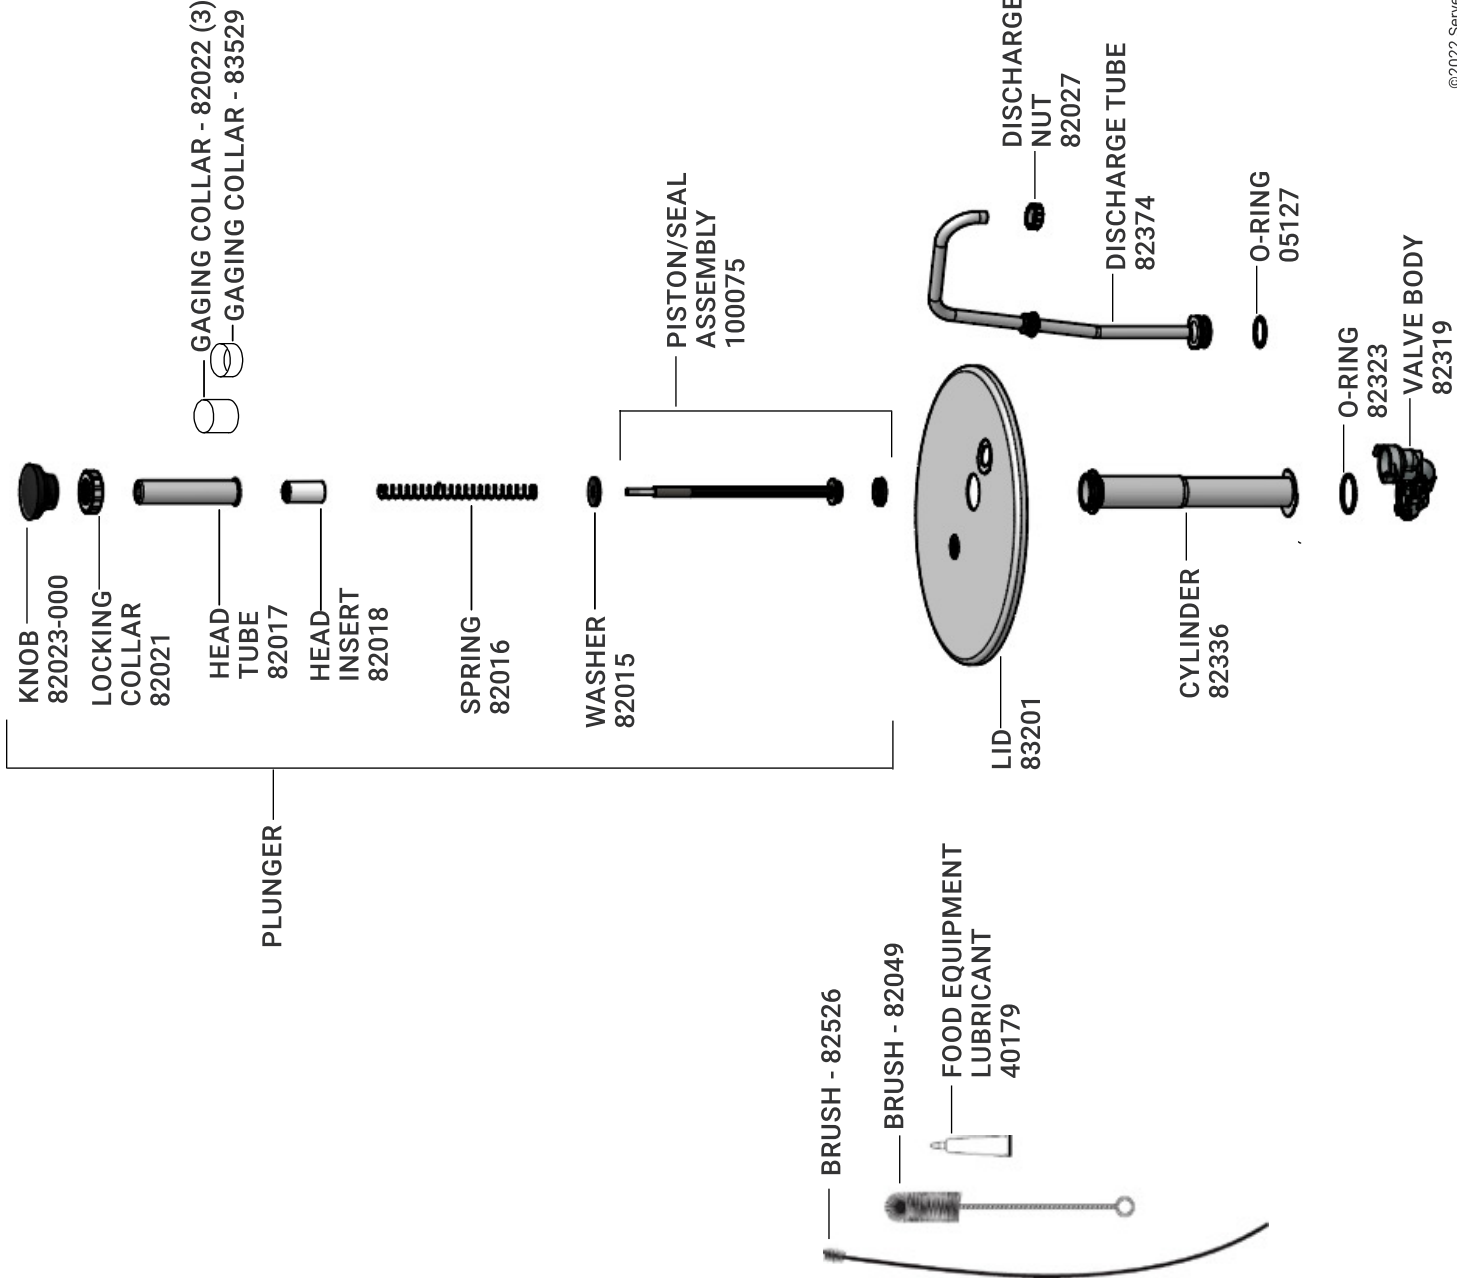 KNOB
82023-000
LOCKING
COLLAR
82021
HEAD
TUBE
82017
HEAD
INSERT
82018
SPRING
82016
WASHER
82015
GAGING COLLAR - 82022 (3)
GAGING COLLAR - 83529
PISTON/SEAL
ASSEMBLY
100075
PLUNGER
LID
83201
DISCHARGE
NUT
82027
DISCHARGE TUBE
82374
O-RING
05127
CYLINDER
82336
O-RING
82323
VALVE BODY
82319
BRUSH - 82526
BRUSH - 82049
FOOD EQUIPMENT
LUBRICANT
40179
©2022 Serve